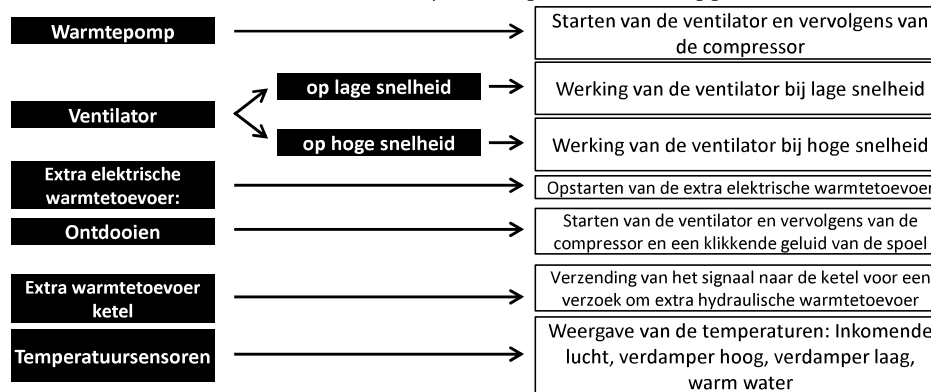 Warmtepomp
Starten van de ventilator en vervolgens van
de compressor
Ventilator
op lage snelheid
Werking van de ventilator bij lage snelheid
op hoge snelheid
Werking van de ventilator bij hoge snelheid
Extra elektrische
warmtetoevoer:
Opstarten van de extra elektrische warmtetoevoer
Ontdooien
Starten van de ventilator en vervolgens van de
compressor en een klikkende geluid van de spoel
Extra warmtetoevoer
ketel
Verzending van het signaal naar de ketel voor een
verzoek om extra hydraulische warmtetoevoer
Temperatuursensoren
Weergave van de temperaturen: Inkomende
lucht, verdamper hoog, verdamper laag,
warm water